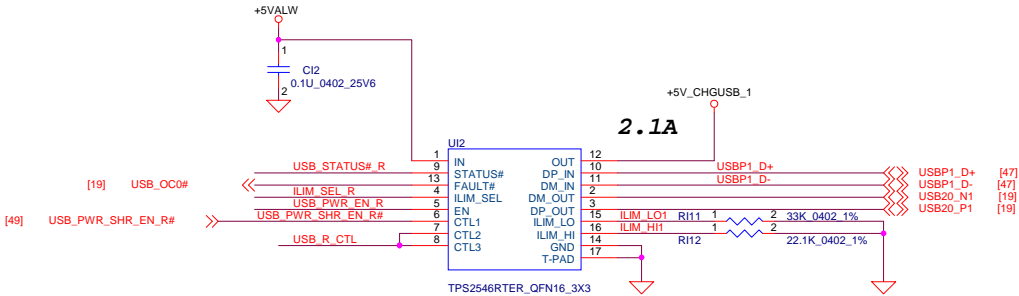 +5VALW
1
CI2
0.1U_0402_25V6
2
+5V_CHGUSB_1
2.1A
UI2
USB_STATUS#_R 1 IN OUT 12
9 STATUS# DP_IN 10 USBP1_D+ USBP1_D+ [47]
[19] USB_OC0# 13 FAULT# DM_IN 11 USBP1_D- USBP1_D- [47]
ILIM_SEL_R 4 ILIM_SEL DM_OUT 2 USB20_N1 [19]
USB_PWR_EN_R 5 EN DP_OUT 3 USB20_P1 [19]
[49] USB_PWR_SHR_EN_R# USB_PWR_SHR_EN_R# 6 CTL1 ILIM_LO 15 ILIM_LO1 RI11 1 2 33K_0402_1%
7 CTL2 ILIM_HI 16 ILIM_HI1 RI12 1 2 22.1K_0402_1%
USB_R_CTL 8 CTL3 GND 14
T-PAD 17
TPS2546RTER_QFN16_3X3